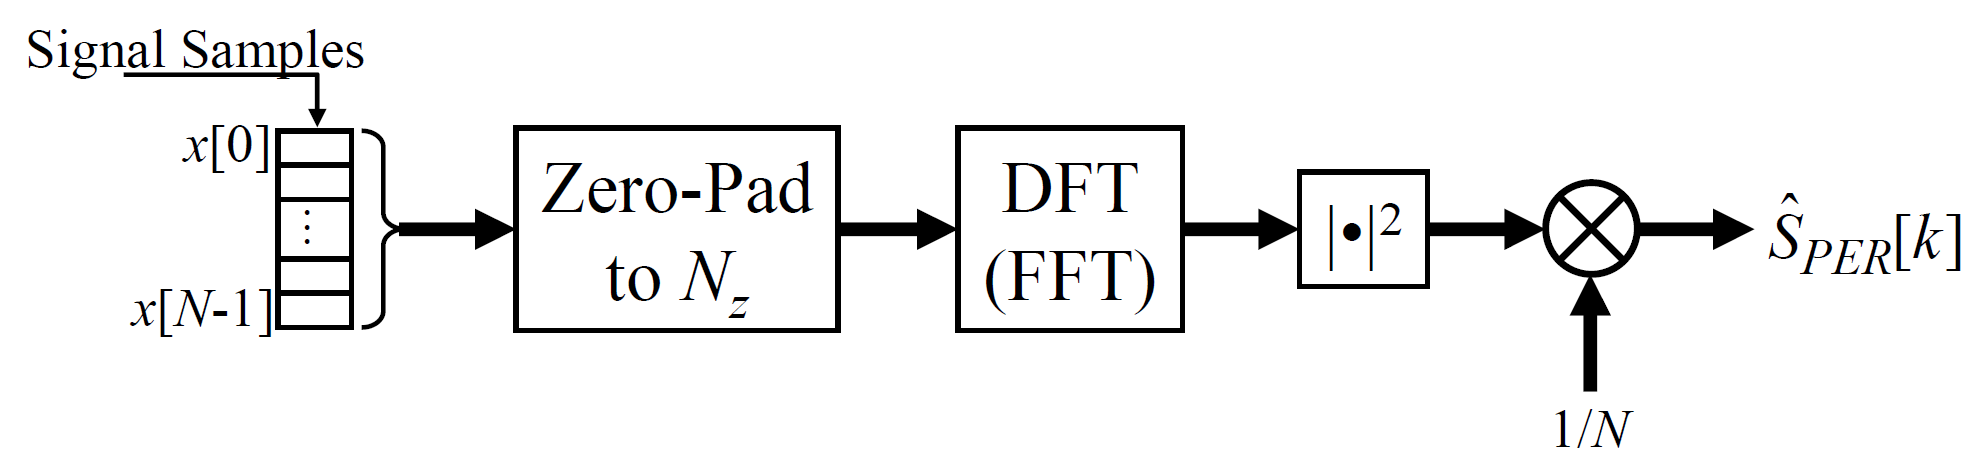 Signal Samples
x[0]
⋮
x[N-1]
Zero-Pad
to N_z
DFT
(FFT)
|•|²
Ŝ_PER[k]
1/N